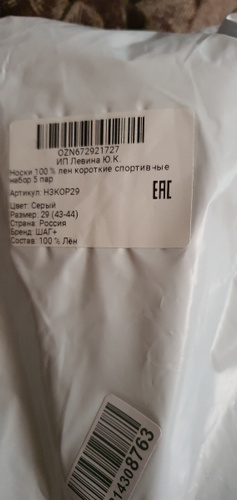 OZN672921727
ИП Левина Ю.К.
Носки 100 % лен короткие спортивные
набор 5 пар
Артикул: НЗКОР29
EAC
Цвет: Серый
Размер: 29 (43-44)
Страна: Россия
Бренд: ШАГ+
Состав: 100 % Лён
14308763